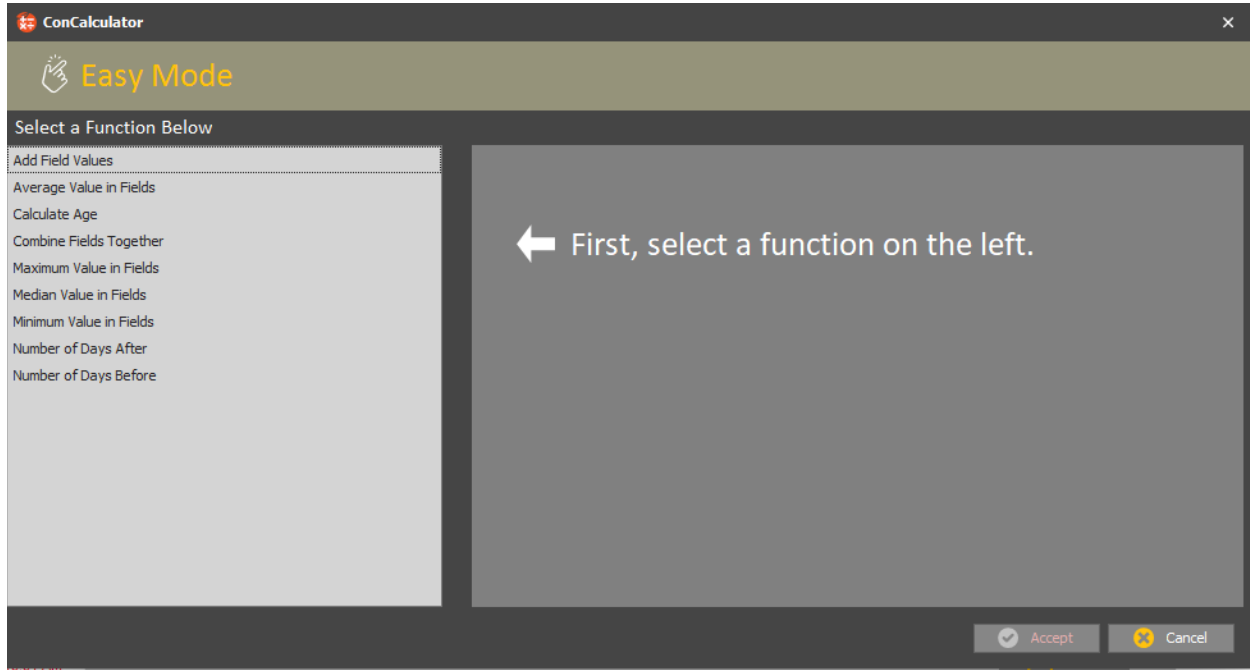 ConCalculator
Easy Mode
Select a Function Below
Add Field Values
Average Value in Fields
Calculate Age
Combine Fields Together
Maximum Value in Fields
Median Value in Fields
Minimum Value in Fields
Number of Days After
Number of Days Before
First, select a function on the left.
Accept
Cancel